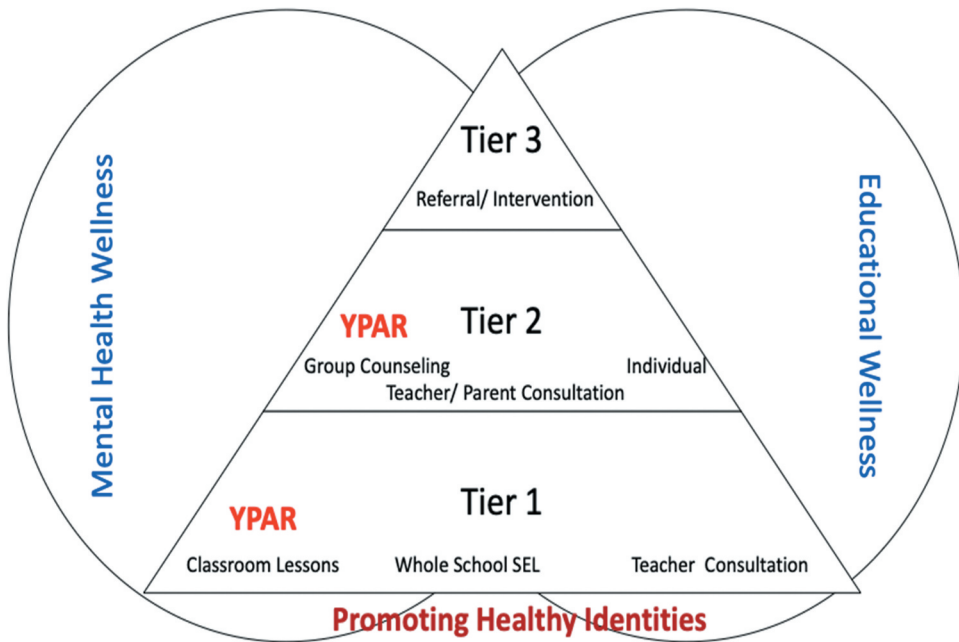 Mental Health Wellness
Educational Wellness
Tier 3
Referral/ Intervention
YPAR Tier 2
Group Counseling Individual
Teacher/ Parent Consultation
YPAR Tier 1
Classroom Lessons Whole School SEL Teacher Consultation
Promoting Healthy Identities